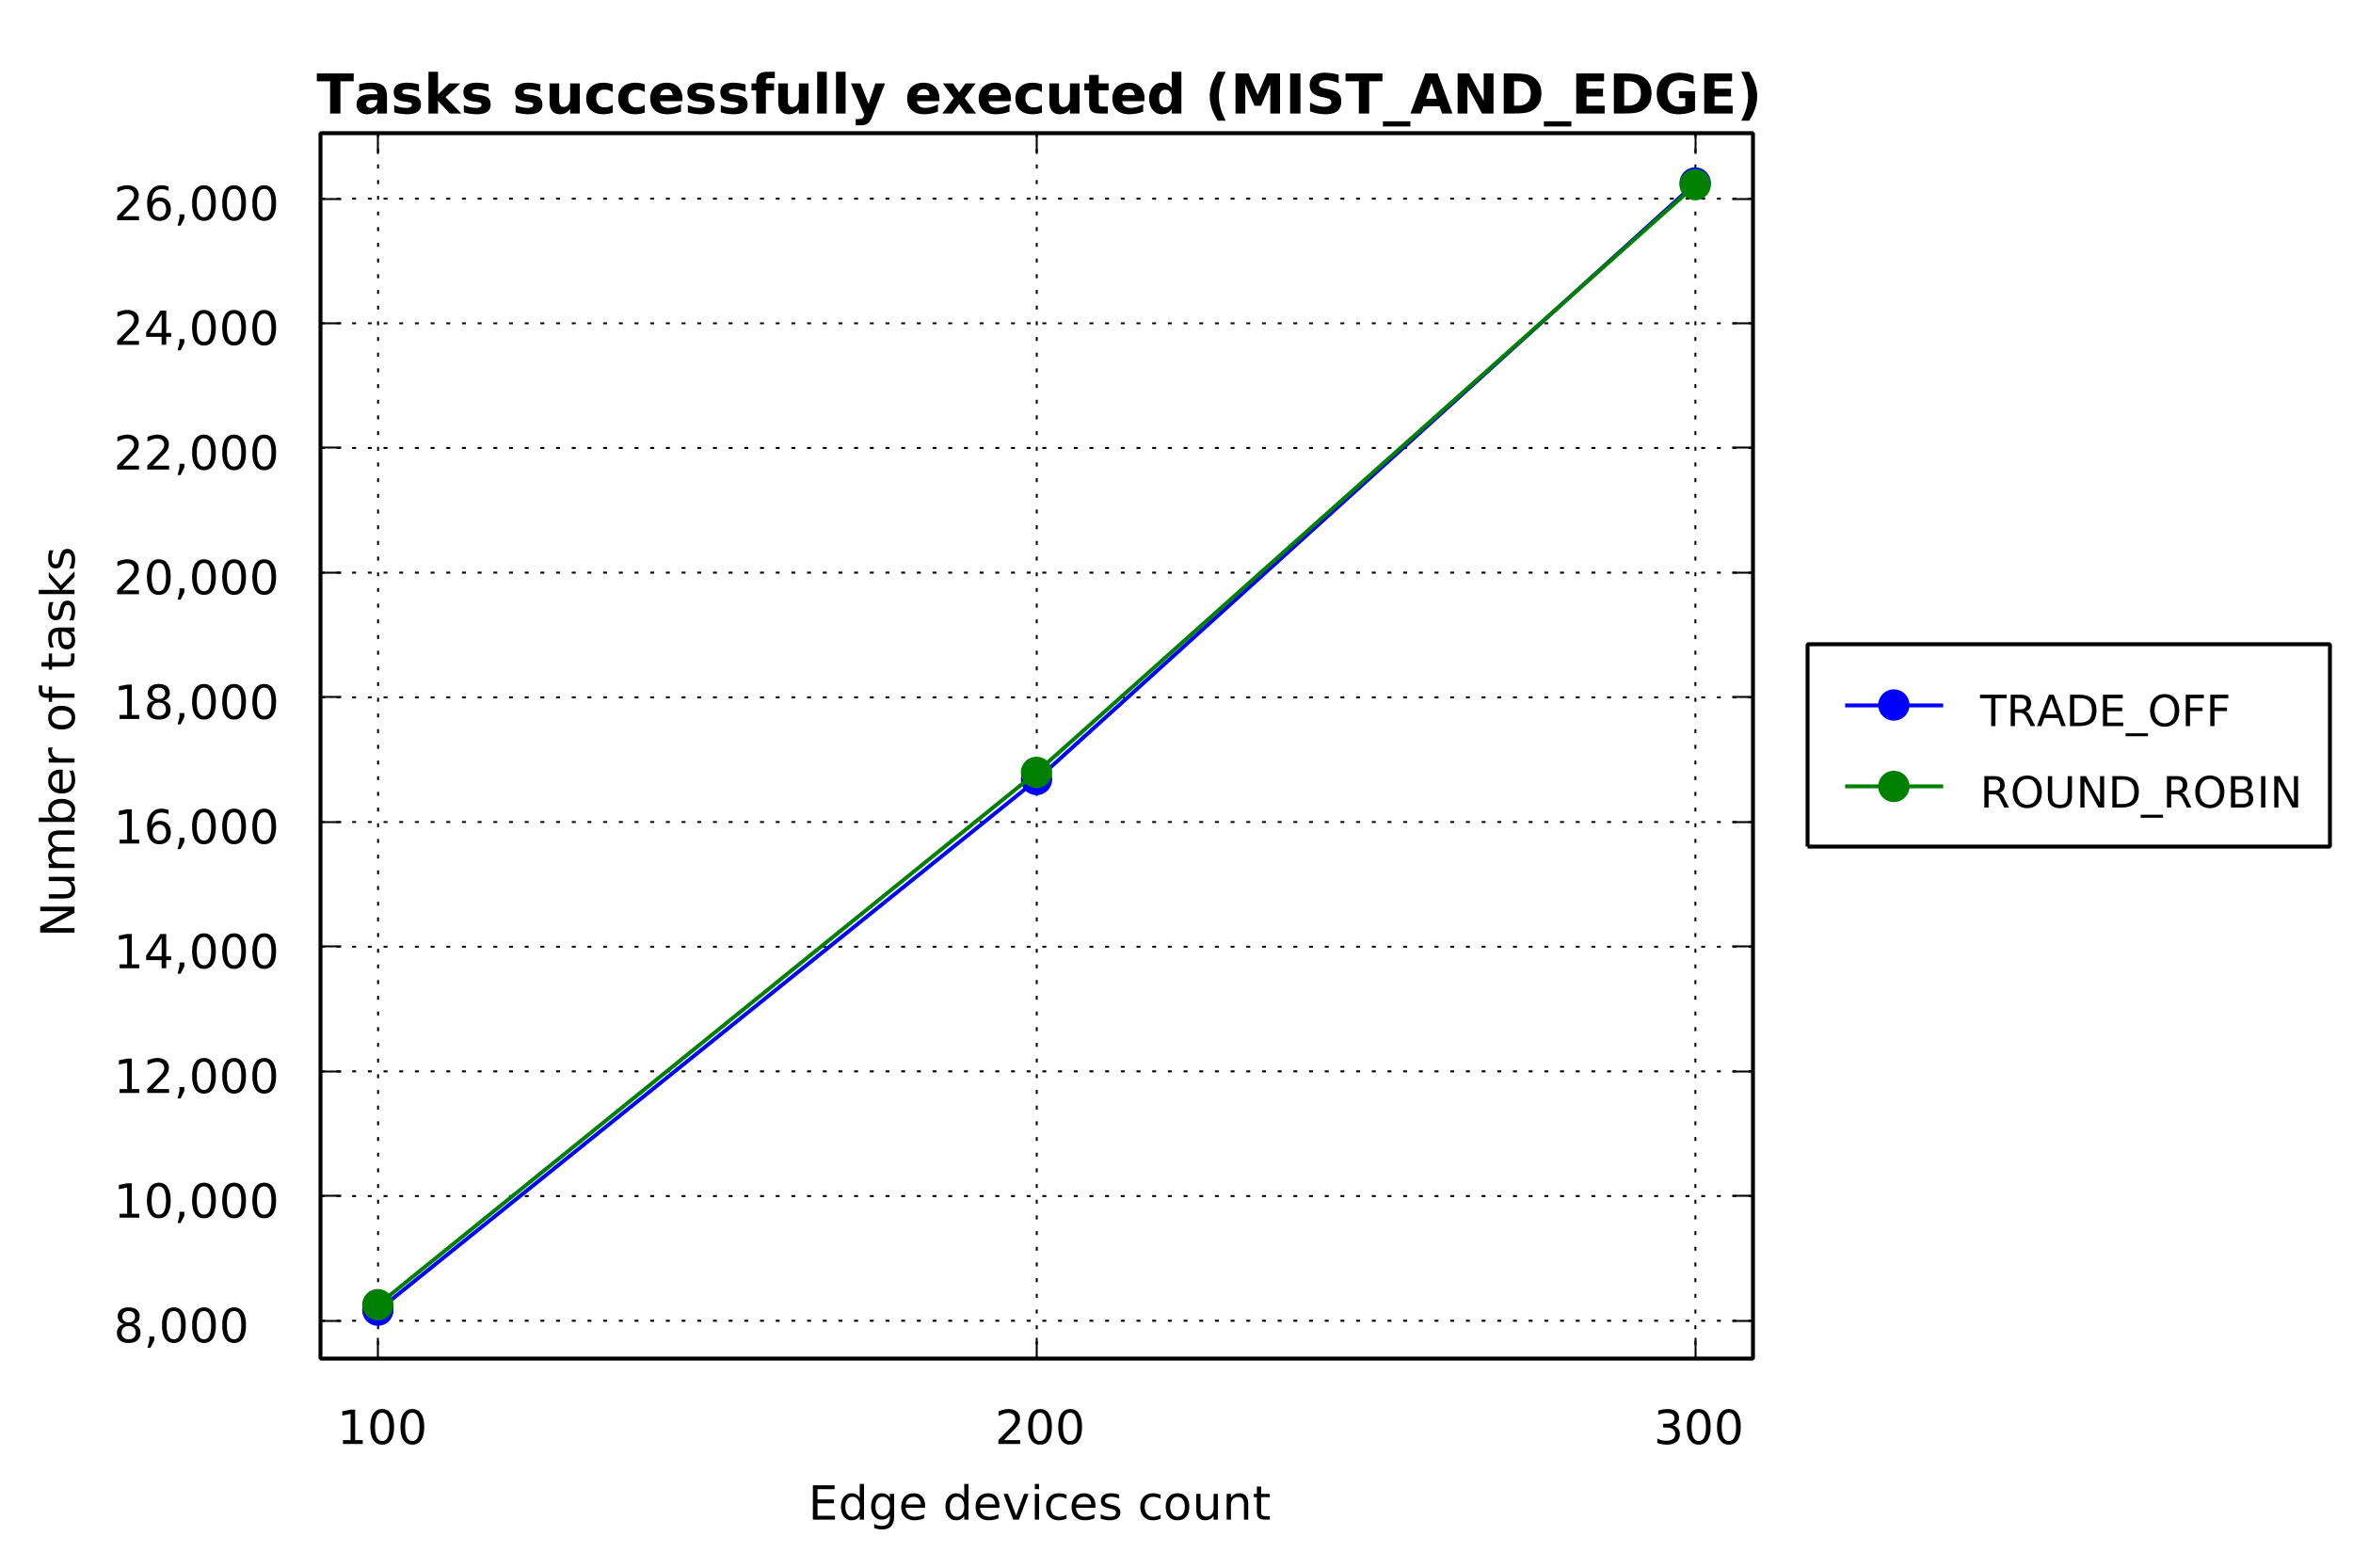 Tasks successfully executed (MIST_AND_EDGE)
26,000
24,000
22,000
20,000
18,000
16,000
14,000
12,000
10,000
8,000
Number of tasks
100
200
300
Edge devices count
TRADE_OFF
ROUND_ROBIN